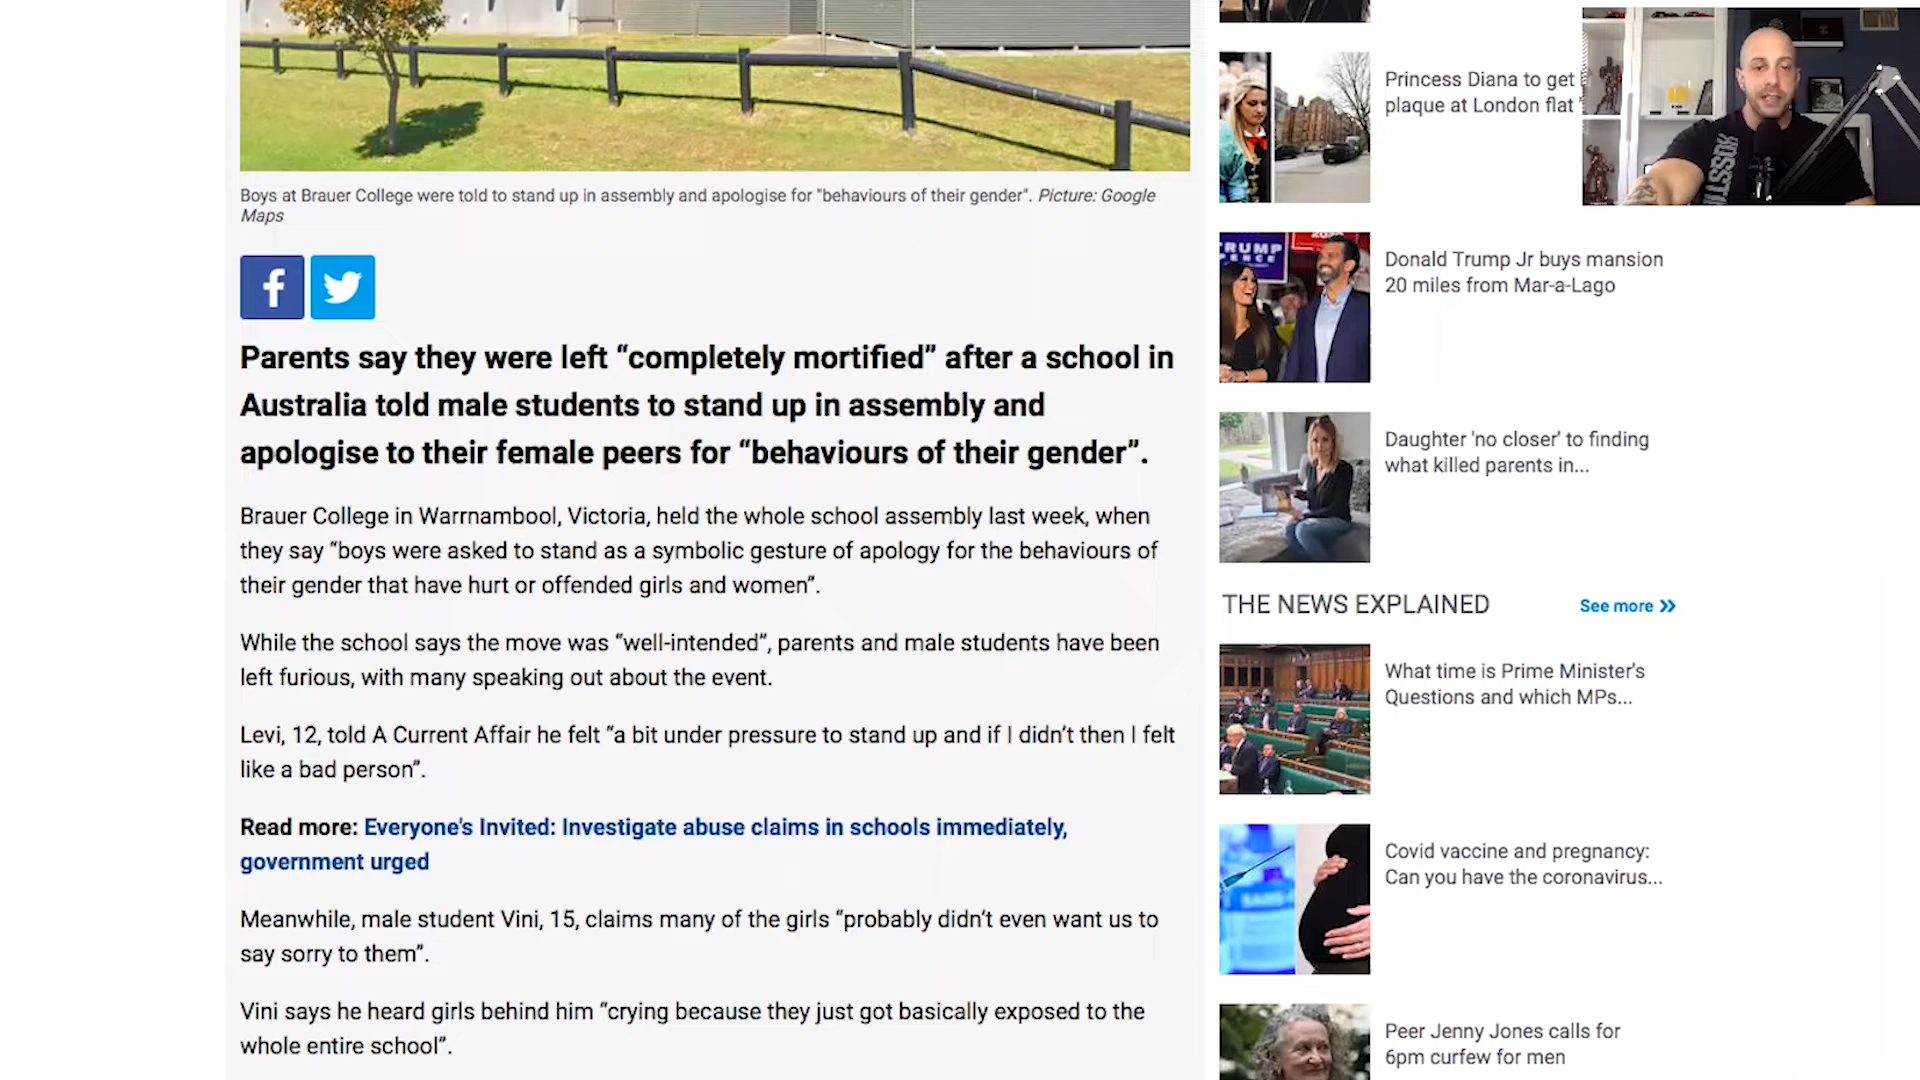 Boys at Brauer College were told to stand up in assembly and apologise for "behaviours of their gender". Picture: Google
Maps
Parents say they were left “completely mortified” after a school in
Australia told male students to stand up in assembly and
apologise to their female peers for “behaviours of their gender”.
Brauer College in Warrnambool, Victoria, held the whole school assembly last week, when
they say “boys were asked to stand as a symbolic gesture of apology for the behaviours of
their gender that have hurt or offended girls and women”.
While the school says the move was “well-intended”, parents and male students have been
left furious, with many speaking out about the event.
Levi, 12, told A Current Affair he felt “a bit under pressure to stand up and if I didn’t then I felt
like a bad person”.
Read more: Everyone's Invited: Investigate abuse claims in schools immediately,
government urged
Meanwhile, male student Vini, 15, claims many of the girls “probably didn’t even want us to
say sorry to them”.
Vini says he heard girls behind him “crying because they just got basically exposed to the
whole entire school”.
Princess Diana to get
plaque at London flat '
TRUMP
PENCE
Donald Trump Jr buys mansion
20 miles from Mar-a-Lago
Daughter 'no closer' to finding
what killed parents in...
THE NEWS EXPLAINED
See more
What time is Prime Minister's
Questions and which MPs...
Covid vaccine and pregnancy:
Can you have the coronavirus...
Peer Jenny Jones calls for
6pm curfew for men